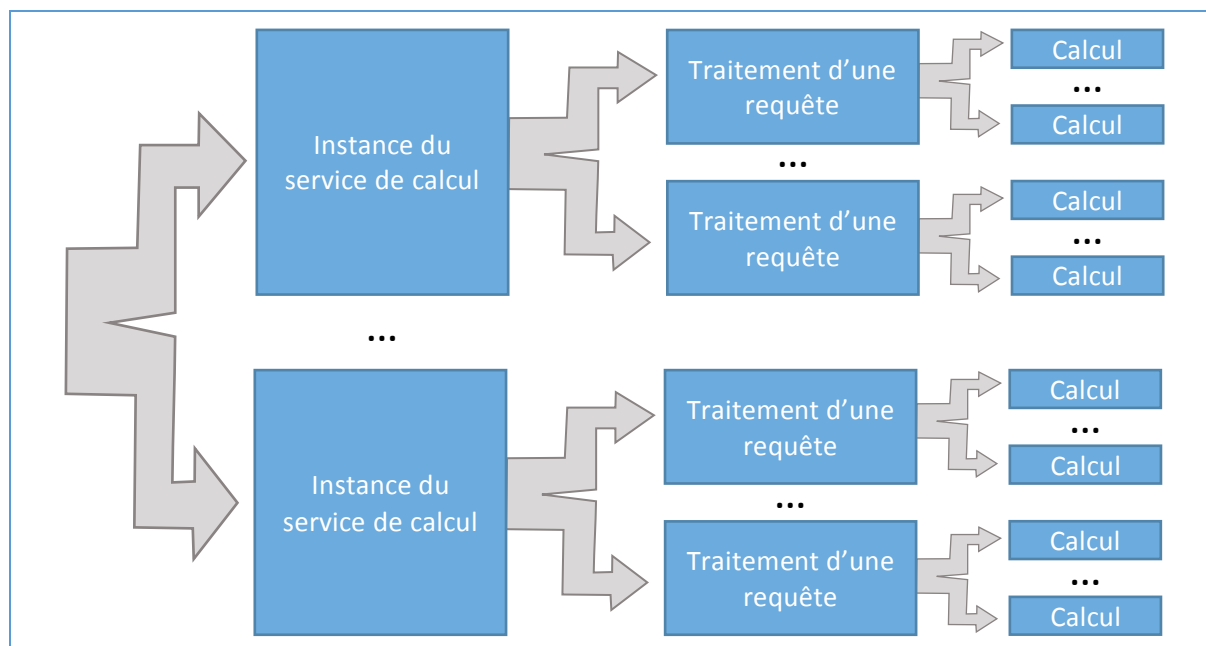 Instance du
service de calcul
Traitement d’une
requête
Calcul
...
Calcul
...
Traitement d’une
requête
Calcul
...
Calcul
...
Instance du
service de calcul
Traitement d’une
requête
Calcul
...
Calcul
...
Traitement d’une
requête
Calcul
...
Calcul